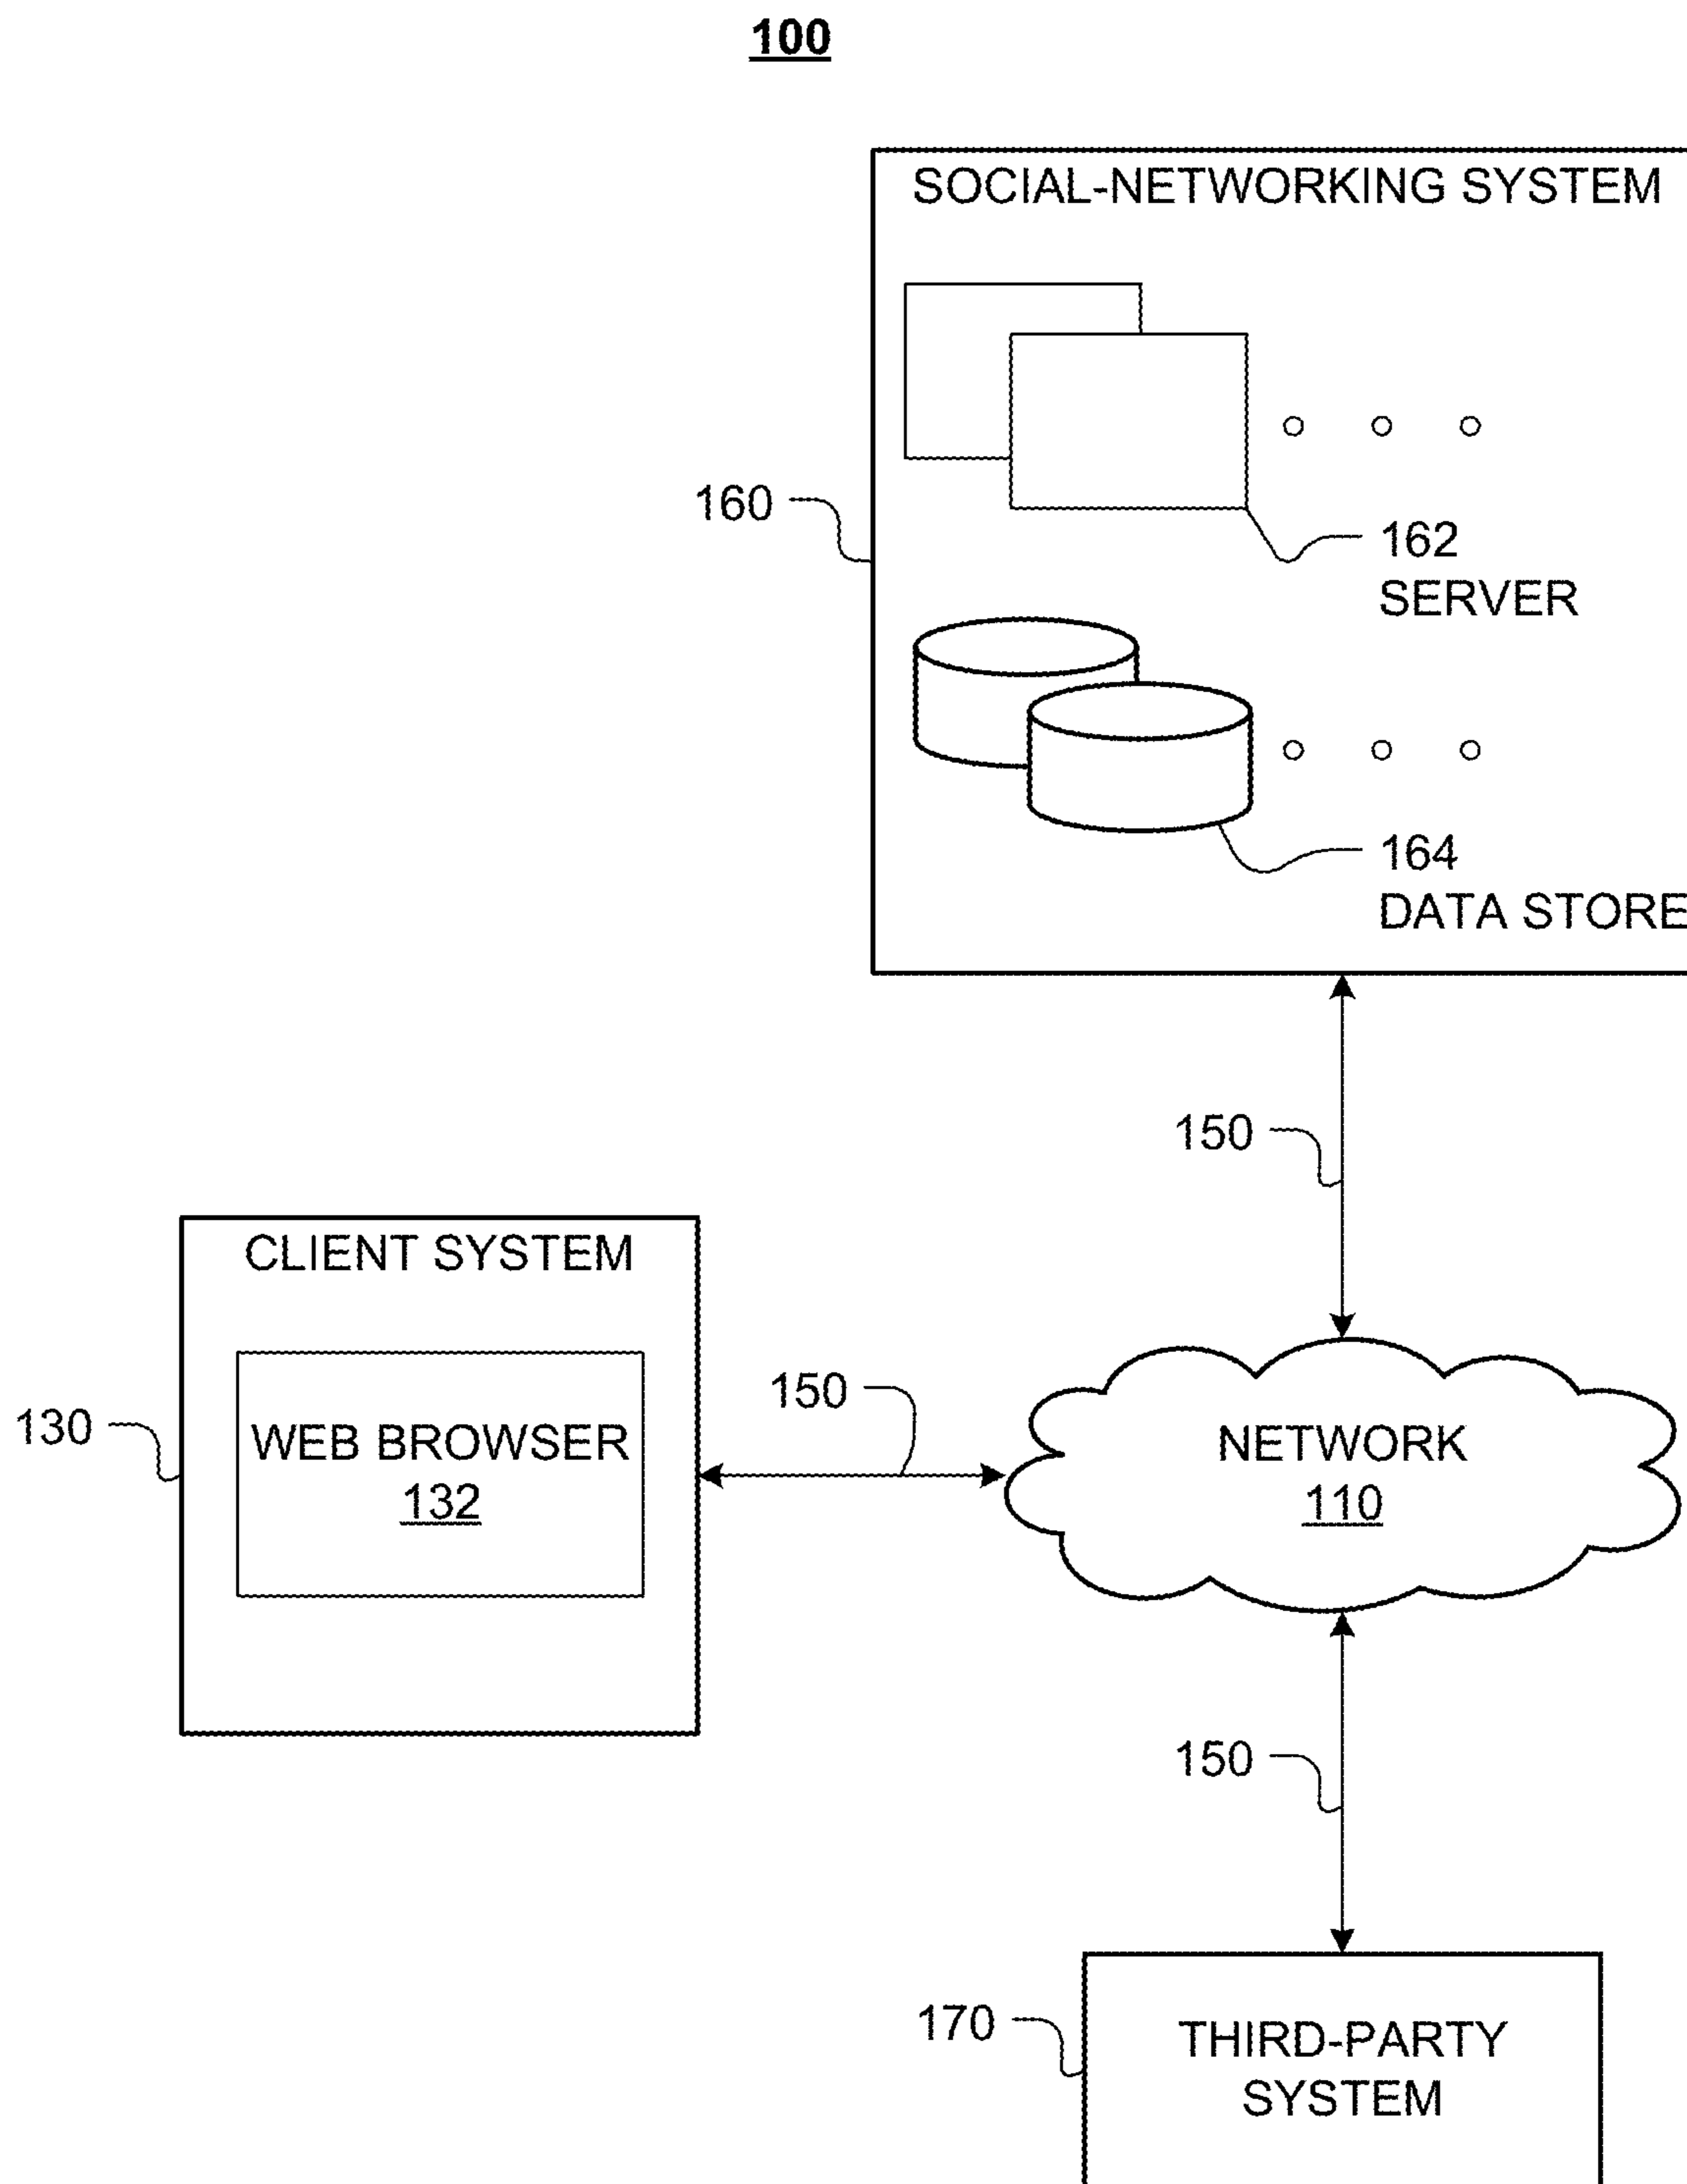 100
SOCIAL-NETWORKING SYSTEM
160
162
SERVER
164
DATA STORE
150
CLIENT SYSTEM
130
WEB BROWSER
132
150
NETWORK
110
150
170
THIRD-PARTY
SYSTEM